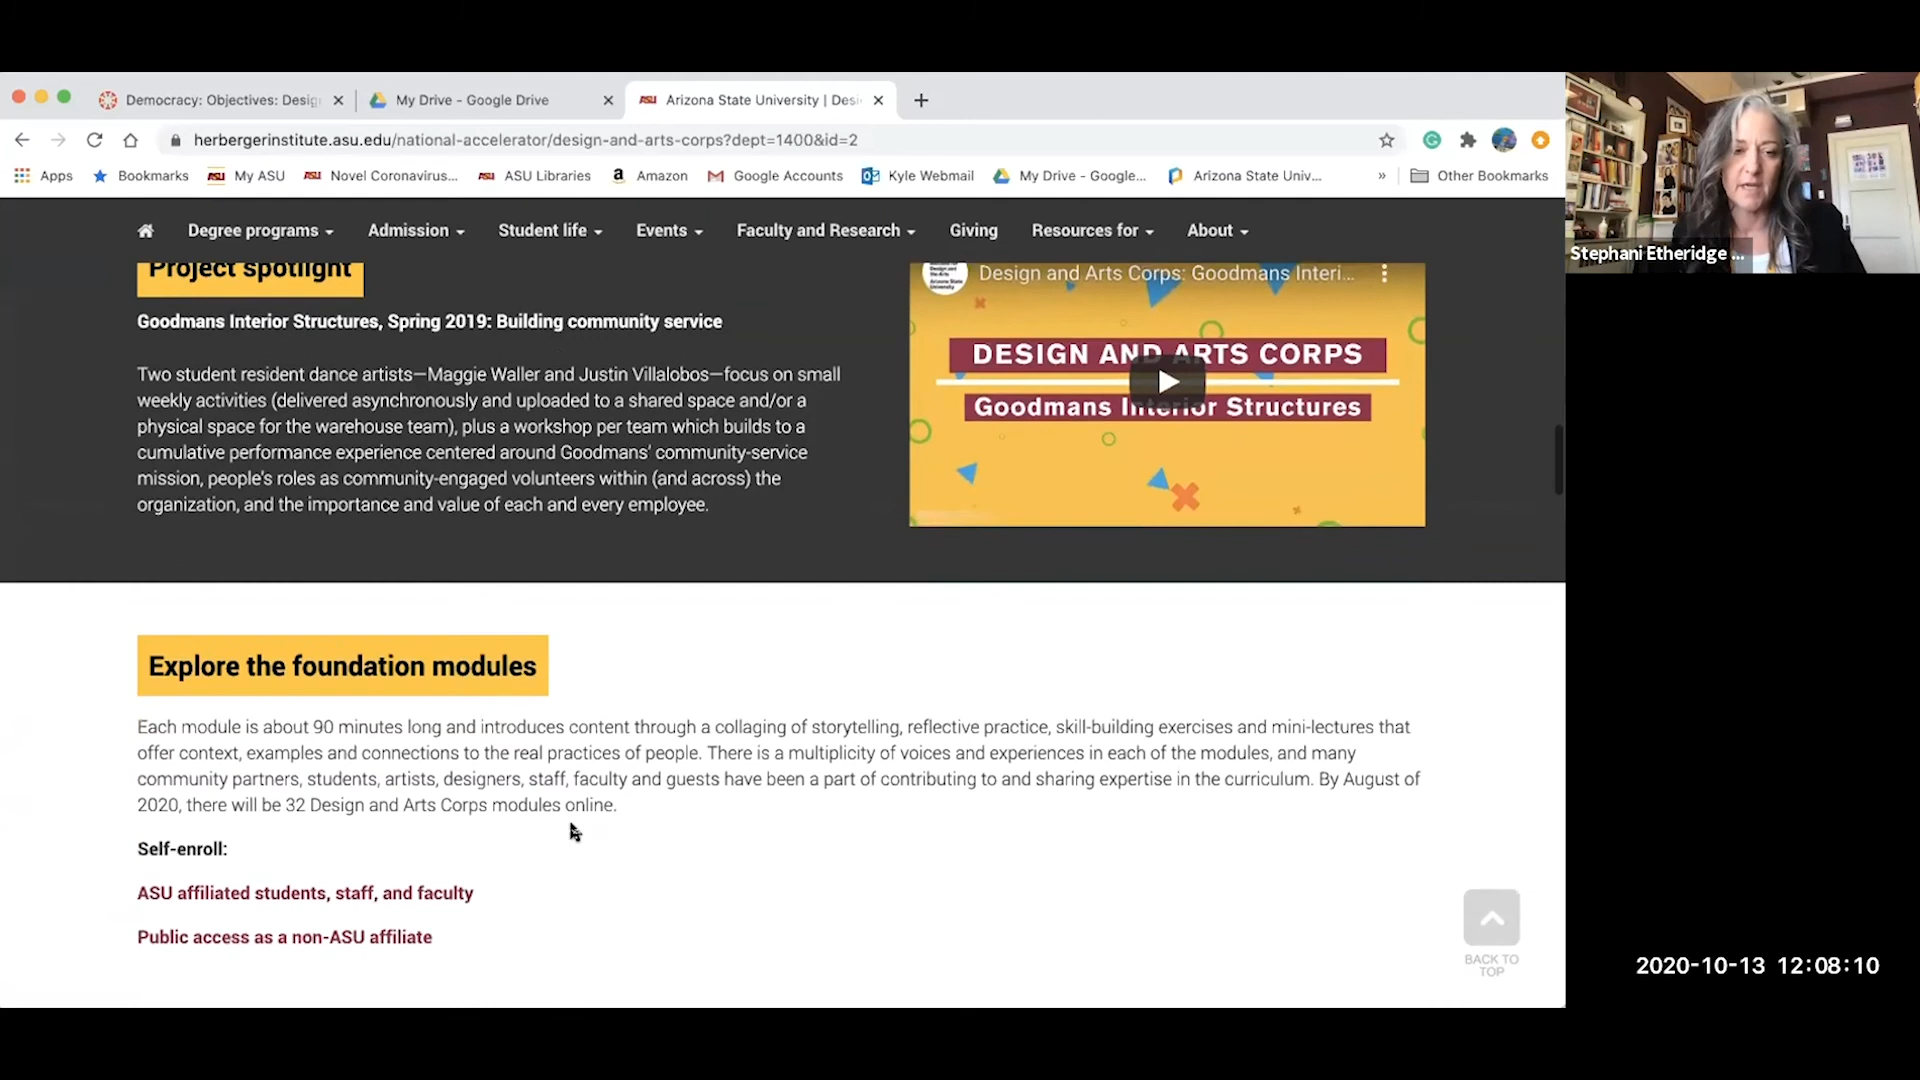 Democracy: Objectives: Desig
My Drive - Google Drive
ASU
Arizona State University | Desi
herbergerinstitute.asu.edu/national-accelerator/design-and-arts-corps?dept=1400&id=2
Apps
Bookmarks
ASU
My ASU
ASU
Novel Coronavirus...
ASU
ASU Libraries
Amazon
Google Accounts
Kyle Webmail
My Drive - Google...
Arizona State Univ...
»
Other Bookmarks
Degree programs
Admission
Student life
Events
Faculty and Research
Giving
Resources for
About
Project spotlight
Goodmans Interior Structures, Spring 2019: Building community service
Two student resident dance artists—Maggie Waller and Justin Villalobos—focus on small
weekly activities (delivered asynchronously and uploaded to a shared space and/or a
physical space for the warehouse team), plus a workshop per team which builds to a
cumulative performance experience centered around Goodmans' community-service
mission, people's roles as community-engaged volunteers within (and across) the
organization, and the importance and value of each and every employee.
Design and the Arts
Arizona State
University
Design and Arts Corps: Goodmans Interi...
DESIGN AND ARTS CORPS
Goodmans Interior Structures
Explore the foundation modules
Each module is about 90 minutes long and introduces content through a collaging of storytelling, reflective practice, skill-building exercises and mini-lectures that
offer context, examples and connections to the real practices of people. There is a multiplicity of voices and experiences in each of the modules, and many
community partners, students, artists, designers, staff, faculty and guests have been a part of contributing to and sharing expertise in the curriculum. By August of
2020, there will be 32 Design and Arts Corps modules online.
Self-enroll:
ASU affiliated students, staff, and faculty
Public access as a non-ASU affiliate
BACK TO
TOP
Stephani Etheridge ...
2020-10-13 12:08:10